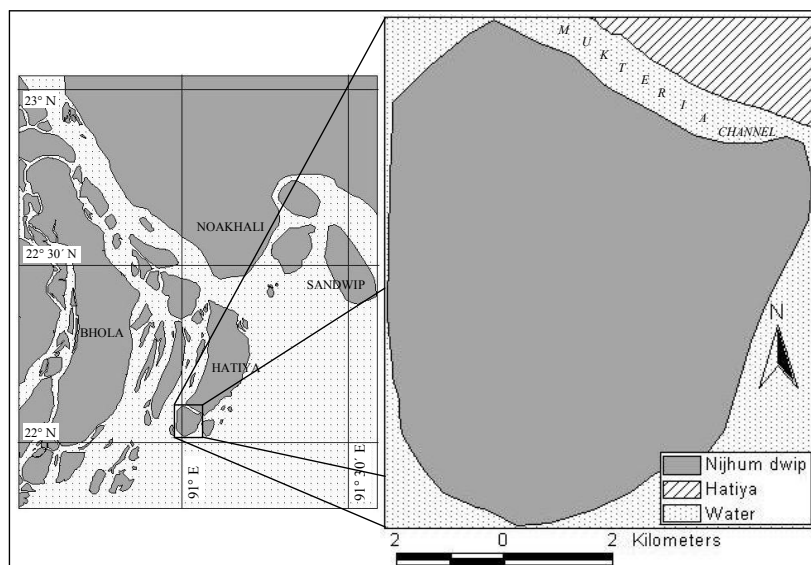 23° N
NOAKHALI
22° 30´ N
SANDWIP
BHOLA
HATIYA
22° N
91° E
91° 30´ E
MUKTERIA
CHANNEL
N
Nijhum dwip
Hatiya
Water
2 0 2 Kilometers